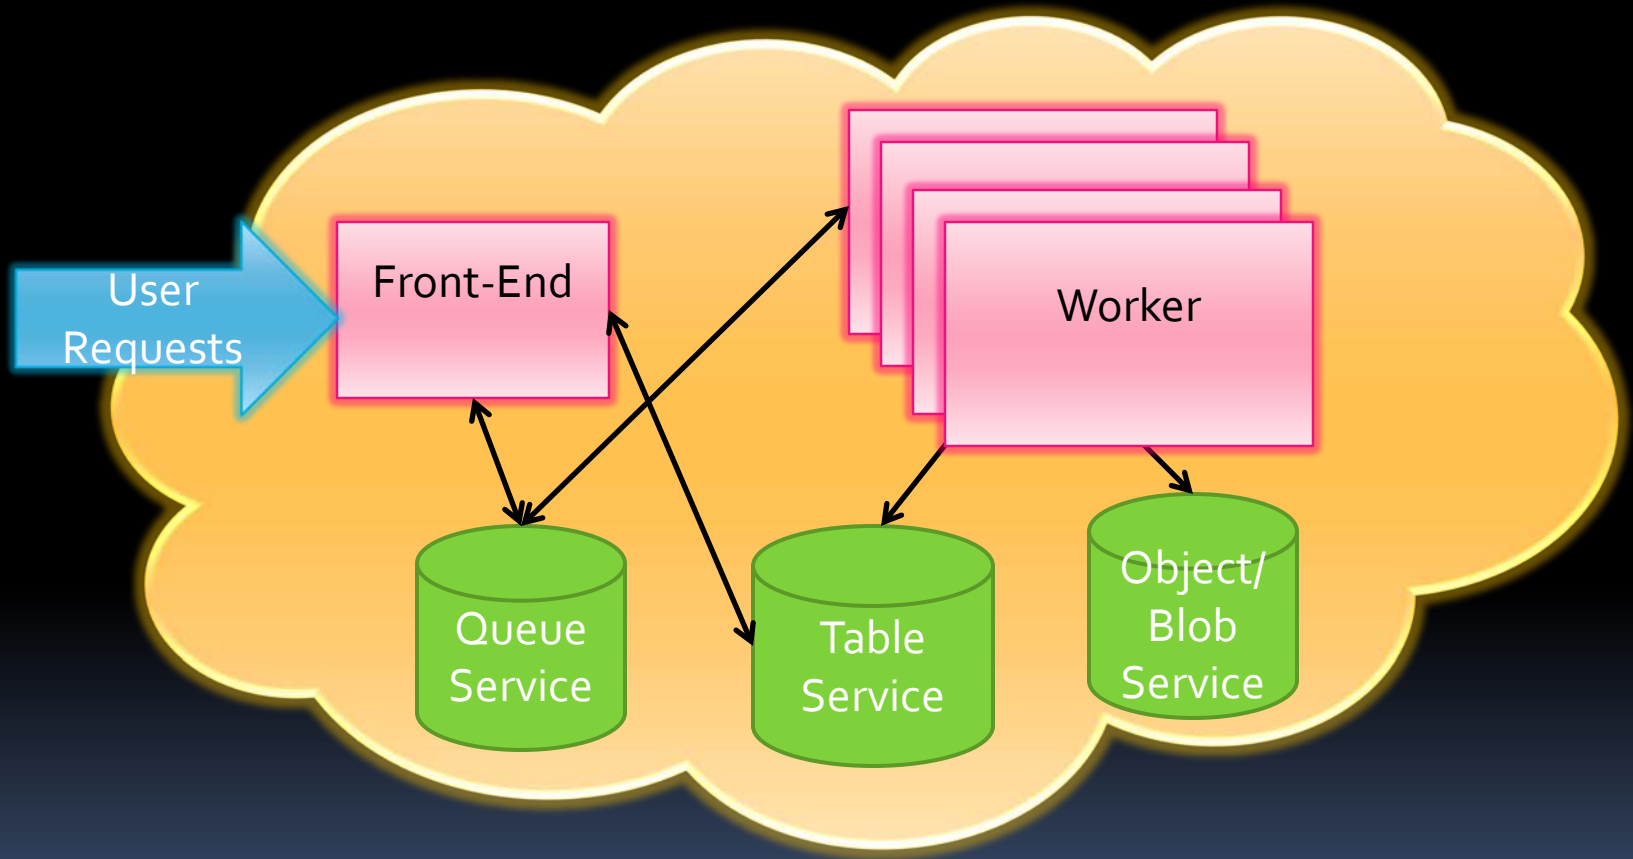 User
Requests
Front-End
Worker
Queue
Service
Table
Service
Object/
Blob
Service